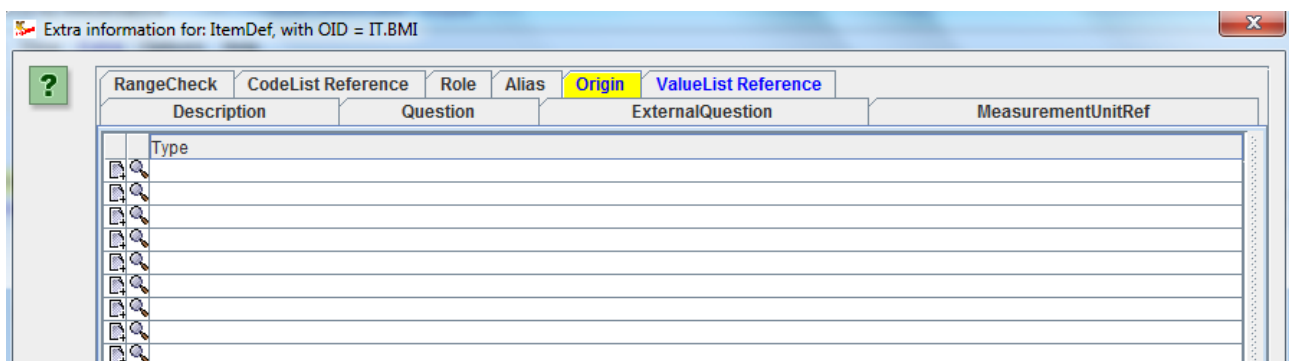 Extra information for: ItemDef, with OID = IT.BMI
x
?
RangeCheck CodeList Reference Role Alias Origin ValueList Reference
Description Question ExternalQuestion MeasurementUnitRef
Type